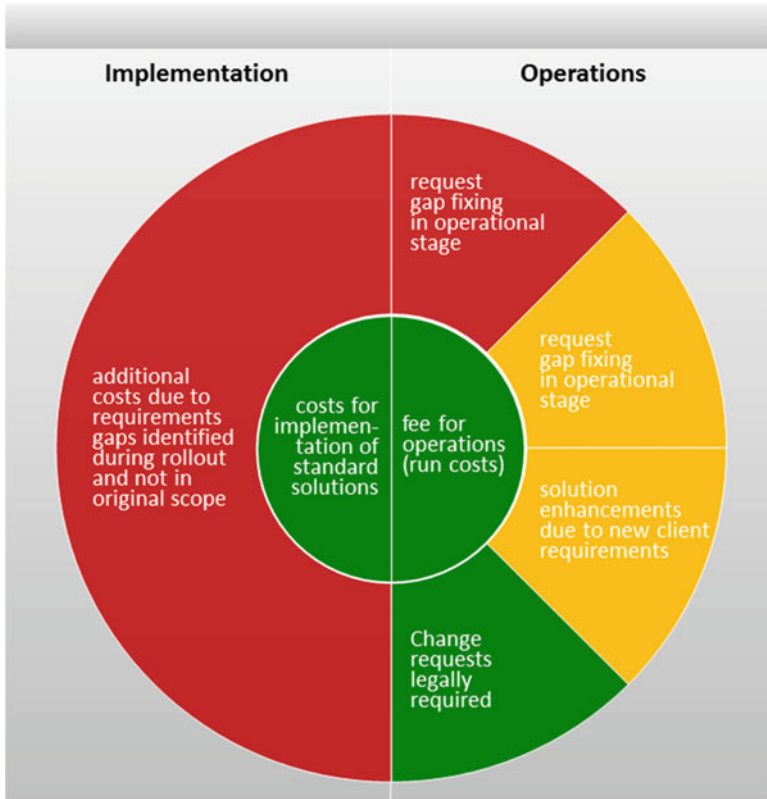 Implementation
Operations
request
gap fixing
in operational
stage
request
gap fixing
in operational
stage
additional
costs due to
requirements
gaps identified
during rollout
and not in
original scope
costs for
implemen-
tation of
standard
solutions
fee for
operations
(run costs)
solution
enhancements
due to new client
requirements
Change
requests
legally
required